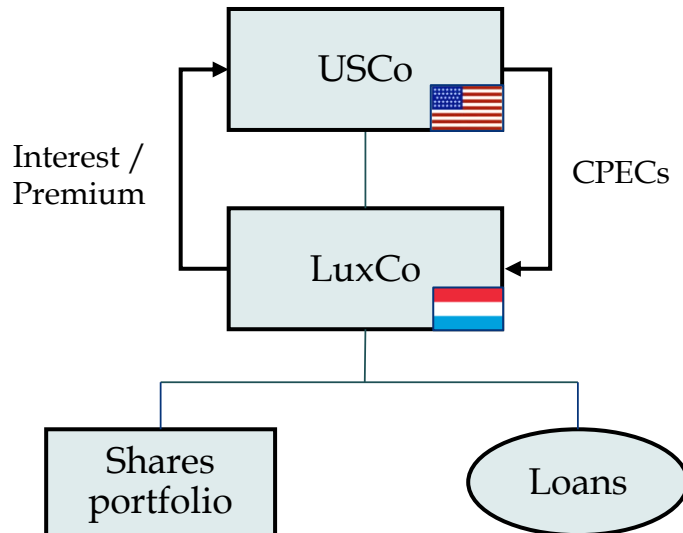 USCo
Interest /
Premium
CPECs
LuxCo
Shares
portfolio
Loans